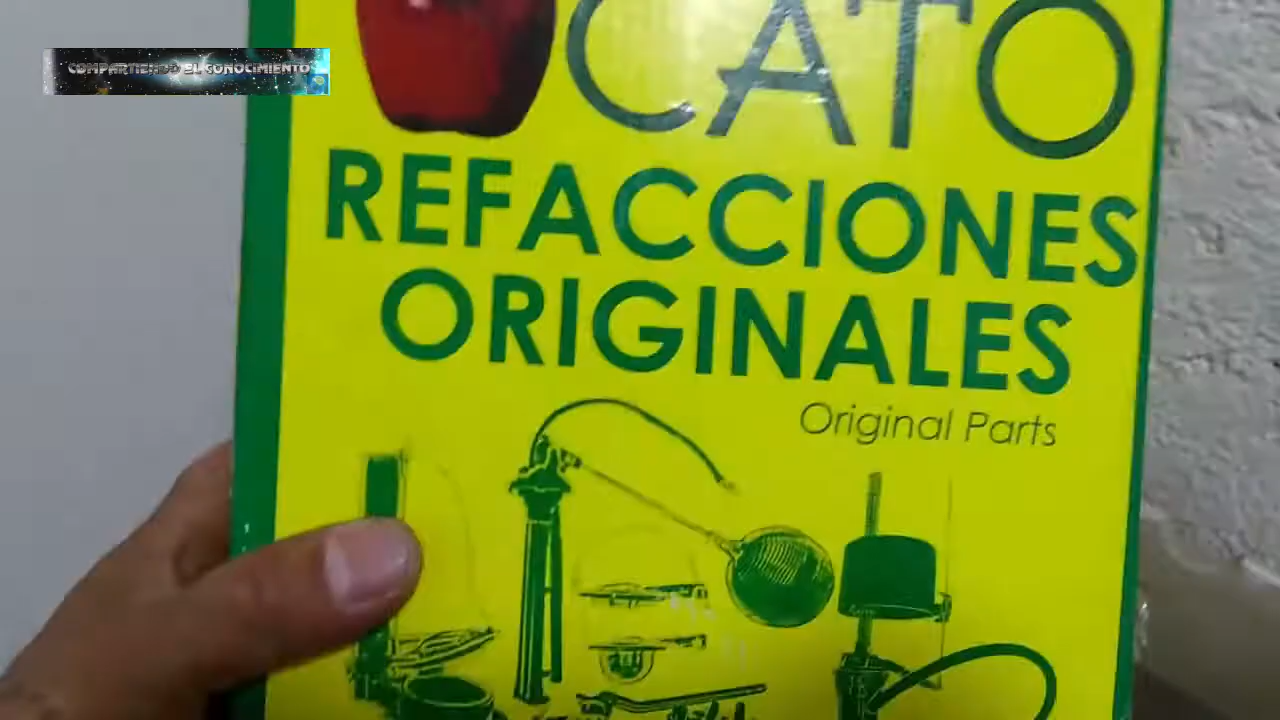 COMPARTIENDO EL CONOCIMIENTO
CATO
REFACCIONES
ORIGINALES
Original Parts